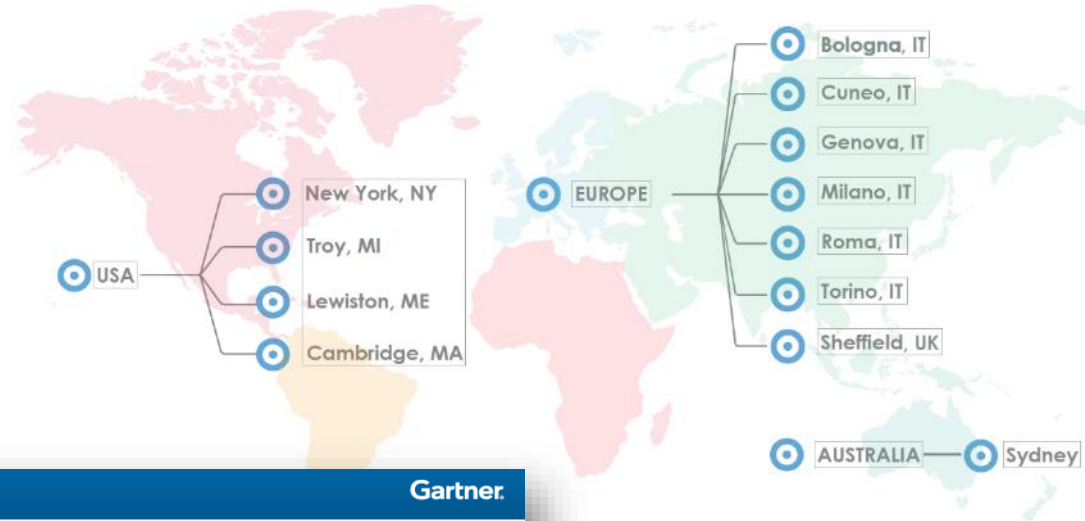 USA
New York, NY
Troy, MI
Lewiston, ME
Cambridge, MA
EUROPE
Bologna, IT
Cuneo, IT
Genova, IT
Milano, IT
Roma, IT
Torino, IT
Sheffield, UK
AUSTRALIA
Sydney
Gartner.